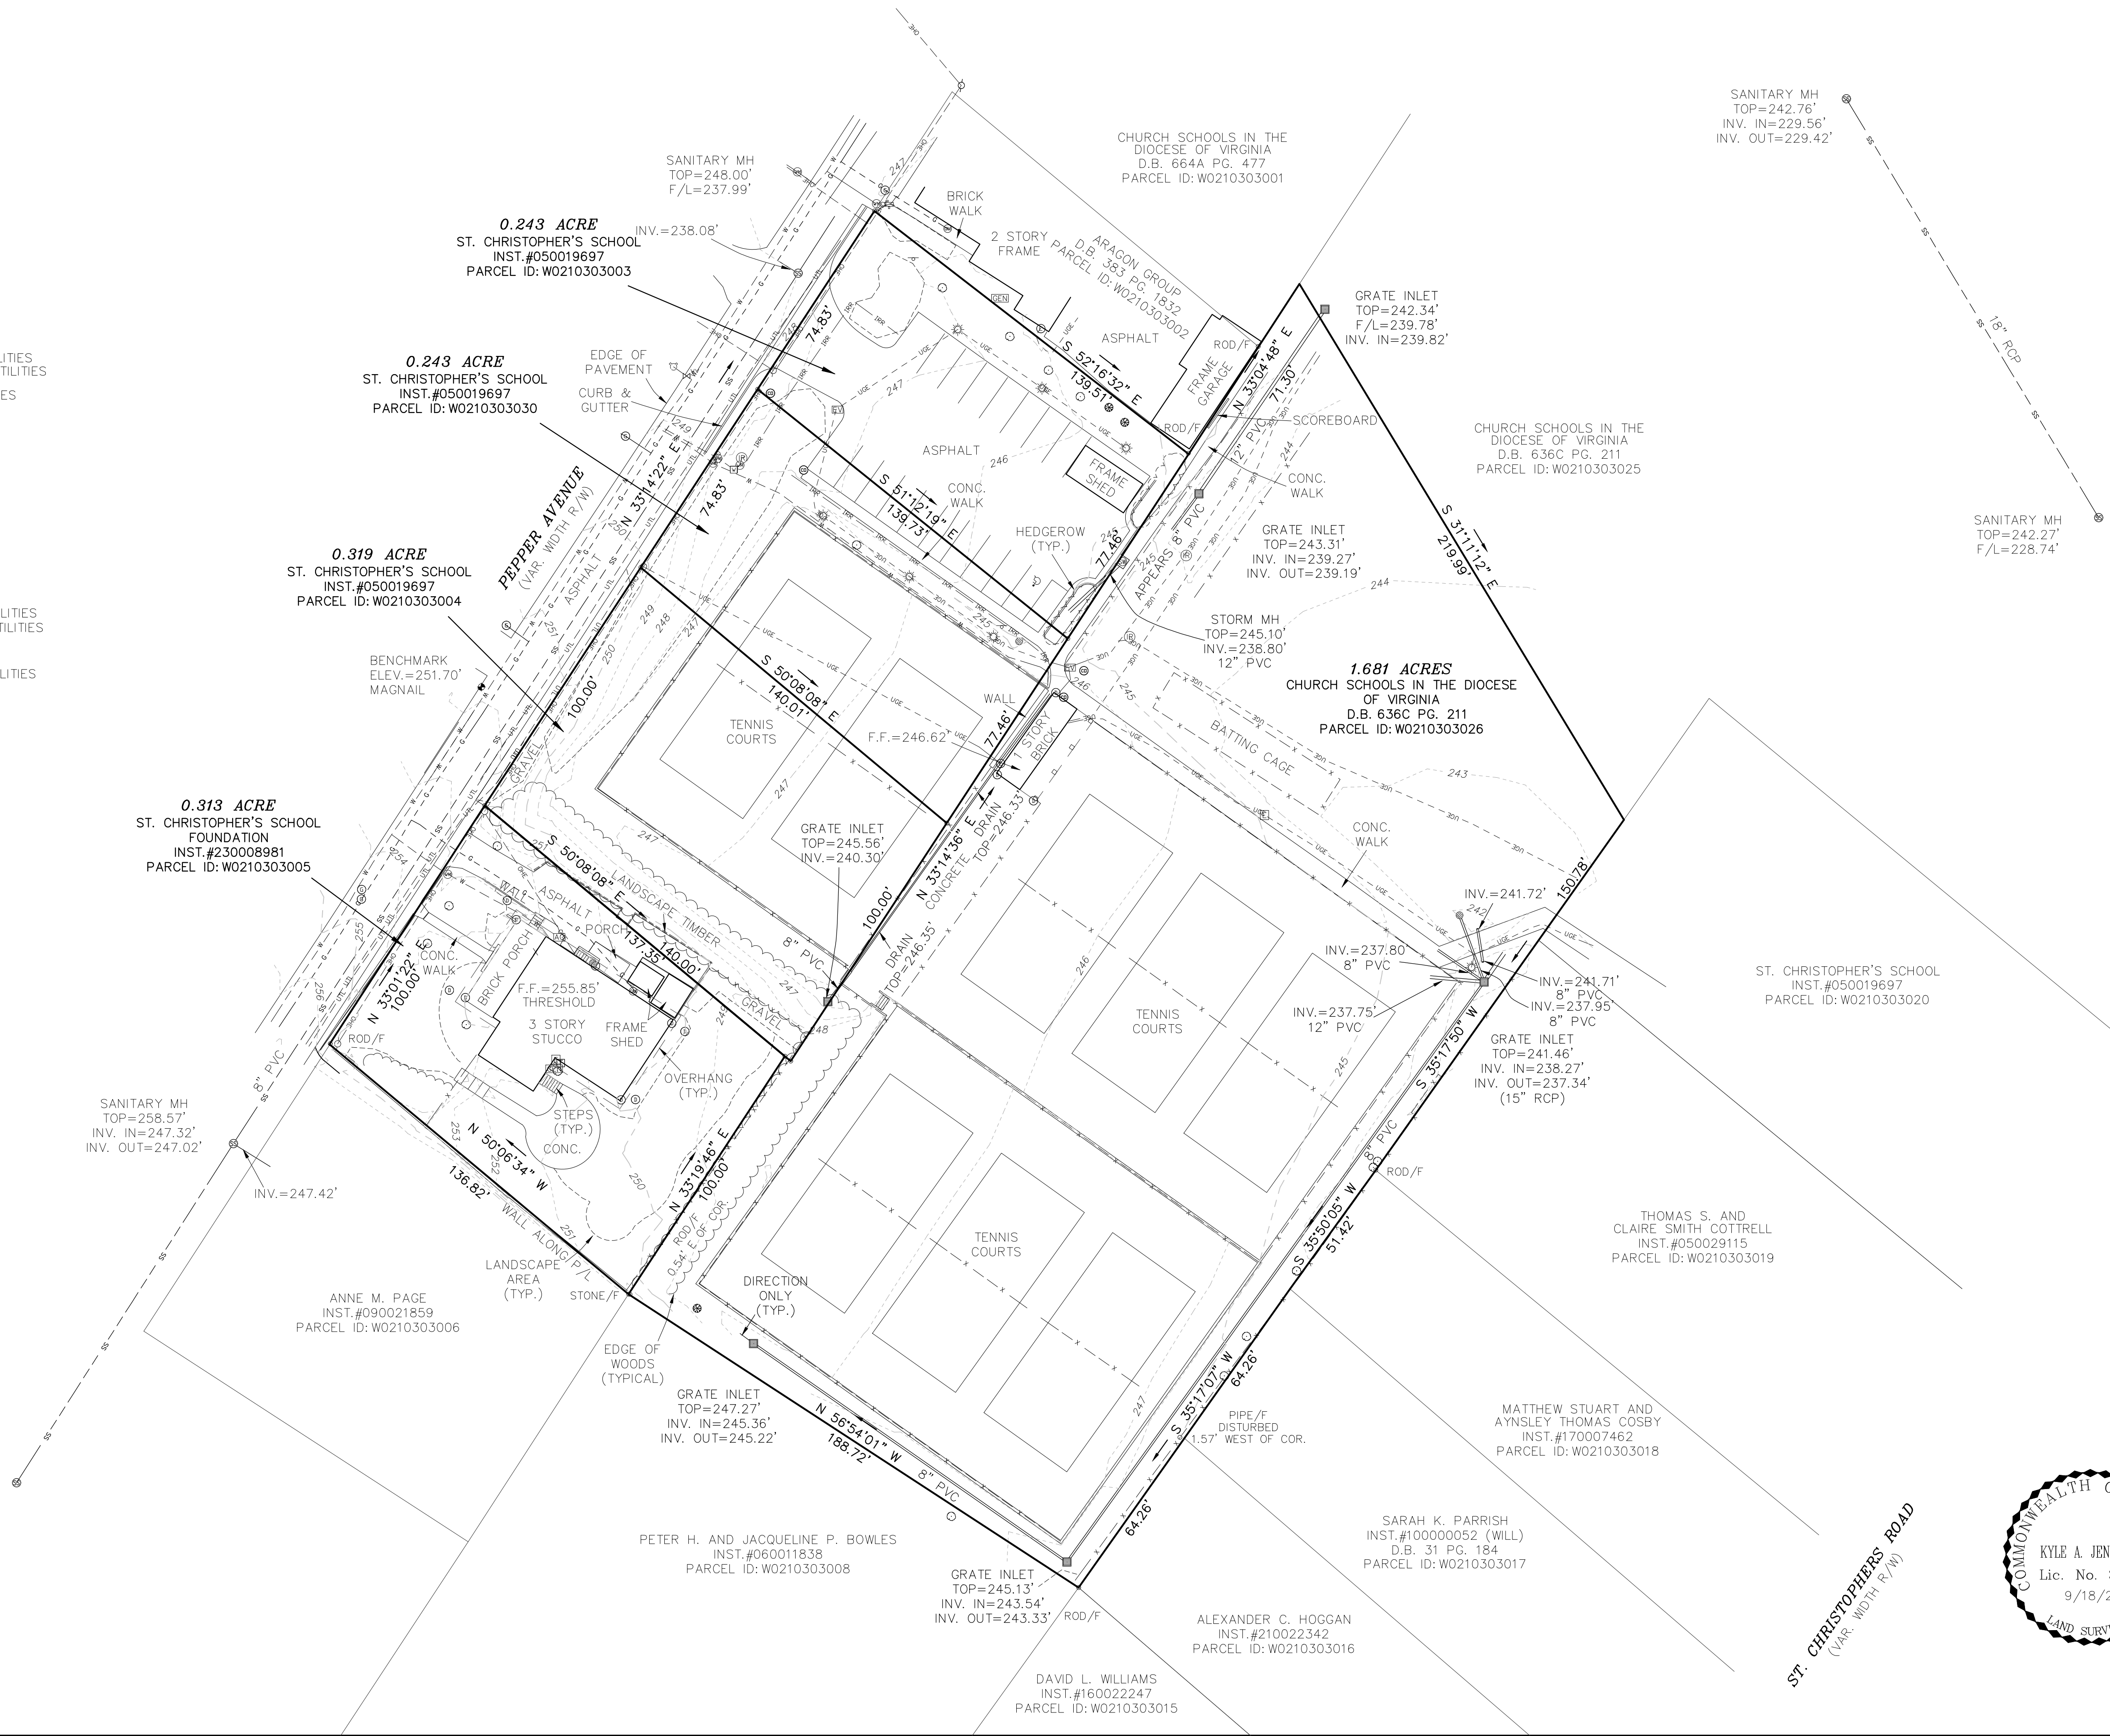 SANITARY MH
TOP=242.76'
INV. IN=229.56'
INV. OUT=229.42'
18" RCP
SANITARY MH
TOP=242.27'
F/L=228.74'
CHURCH SCHOOLS IN THE
DIOCESE OF VIRGINIA
D.B. 664A PG. 477
PARCEL ID: W0210303001
SANITARY MH
TOP=248.00'
F/L=237.99'
INV.=238.08'
BRICK
WALK
2 STORY
FRAME
ARAGON GROUP
D.B. 383 PG. 1832
PARCEL ID: W0210303002
0.243 ACRE
ST. CHRISTOPHER'S SCHOOL
INST.#050019697
PARCEL ID: W0210303003
GRATE INLET
TOP=242.34'
F/L=239.78'
INV. IN=239.82'
LITIES
TILITIES
ES
0.243 ACRE
ST. CHRISTOPHER'S SCHOOL
INST.#050019697
PARCEL ID: W0210303030
EDGE OF
PAVEMENT
CURB &
GUTTER
GEN
ASPHALT
S 52°16'32" E
139.51'
ROD/F
FRAME
GARAGE
ROD/F
N 33°04'48" E
71.30'
SCOREBOARD
12" PVC
74.83'
N 33°14'22" E
74.83'
ASPHALT
FRAME
SHED
CONC.
WALK
CHURCH SCHOOLS IN THE
DIOCESE OF VIRGINIA
D.B. 636C PG. 211
PARCEL ID: W0210303025
S 51°12'19" E
139.73'
CONC.
WALK
HEDGEROW
(TYP.)
77.46'
APPEARS 8" PVC
GRATE INLET
TOP=243.31'
INV. IN=239.27'
INV. OUT=239.19'
S 31°11'12" E
219.99'
PEPPER AVENUE
(VAR. WIDTH R/W)
ASPHALT
0.319 ACRE
ST. CHRISTOPHER'S SCHOOL
INST.#050019697
PARCEL ID: W0210303004
STORM MH
TOP=245.10'
INV.=238.80'
12" PVC
LITIES
TILITIES
LITIES
BENCHMARK
ELEV.=251.70'
MAGNAIL
S 50°08'08" E
140.01'
100.00'
TENNIS
COURTS
WALL
77.46'
F.F.=246.62'
1 STORY
BRICK
BATTING CAGE
1.681 ACRES
CHURCH SCHOOLS IN THE DIOCESE
OF VIRGINIA
D.B. 636C PG. 211
PARCEL ID: W0210303026
GRAVEL
0.313 ACRE
ST. CHRISTOPHER'S SCHOOL
FOUNDATION
INST.#230008981
PARCEL ID: W0210303005
GRATE INLET
TOP=245.56'
INV.=240.30'
N 33°14'36" E
100.00'
CONCRETE DRAIN
TOP=246.33'
DRAIN
TOP=246.35'
CONC.
WALK
150.78'
S 50°08'08" E
LANDSCAPE TIMBER
140.00'
137.35'
8" PVC
GRAVEL
WALL
ASPHALT
PORCH
BRICK PORCH
CONC.
WALK
N 33°01'22" E
100.00'
ROD/F
F.F.=255.85'
THRESHOLD
3 STORY
STUCCO
FRAME
SHED
OVERHANG
(TYP.)
STEPS
(TYP.)
CONC.
INV.=241.72'
INV.=237.80'
8" PVC
INV.=241.71'
8" PVC
INV.=237.95'
8" PVC
INV.=237.75'
12" PVC
GRATE INLET
TOP=241.46'
INV. IN=238.27'
INV. OUT=237.34'
(15" RCP)
ST. CHRISTOPHER'S SCHOOL
INST.#050019697
PARCEL ID: W0210303020
TENNIS
COURTS
S 35°17'50" W
8" PVC
SANITARY MH
TOP=258.57'
INV. IN=247.32'
INV. OUT=247.02'
8" PVC
INV.=247.42'
N 50°06'34" W
136.82'
WALL ALONG P/L
LANDSCAPE
AREA
(TYP.)
STONE/F
N 33°19'46" E
100.00'
ROD/F
0.54' E OF COR.
S 35°50'05" W
51.42'
ROD/F
THOMAS S. AND
CLAIRE SMITH COTTRELL
INST.#050029115
PARCEL ID: W0210303019
TENNIS
COURTS
DIRECTION
ONLY
(TYP.)
ANNE M. PAGE
INST.#090021859
PARCEL ID: W0210303006
EDGE OF
WOODS
(TYPICAL)
GRATE INLET
TOP=247.27'
INV. IN=245.36'
INV. OUT=245.22'
N 56°54'01" W
188.72'
8" PVC
S 35°17'07" W
64.26'
PIPE/F
DISTURBED
1.57' WEST OF COR.
64.26'
MATTHEW STUART AND
AYNSLEY THOMAS COSBY
INST.#170007462
PARCEL ID: W0210303018
PETER H. AND JACQUELINE P. BOWLES
INST.#060011838
PARCEL ID: W0210303008
GRATE INLET
TOP=245.13'
INV. IN=243.54'
INV. OUT=243.33'
ROD/F
SARAH K. PARRISH
INST.#100000052 (WILL)
D.B. 31 PG. 184
PARCEL ID: W0210303017
ALEXANDER C. HOGGAN
INST.#210022342
PARCEL ID: W0210303016
DAVID L. WILLIAMS
INST.#160022247
PARCEL ID: W0210303015
ST. CHRISTOPHERS ROAD
(VAR. WIDTH R/W)
COMMONWEALTH
KYLE A. JEN
Lic. No.
9/18/2
LAND SURV